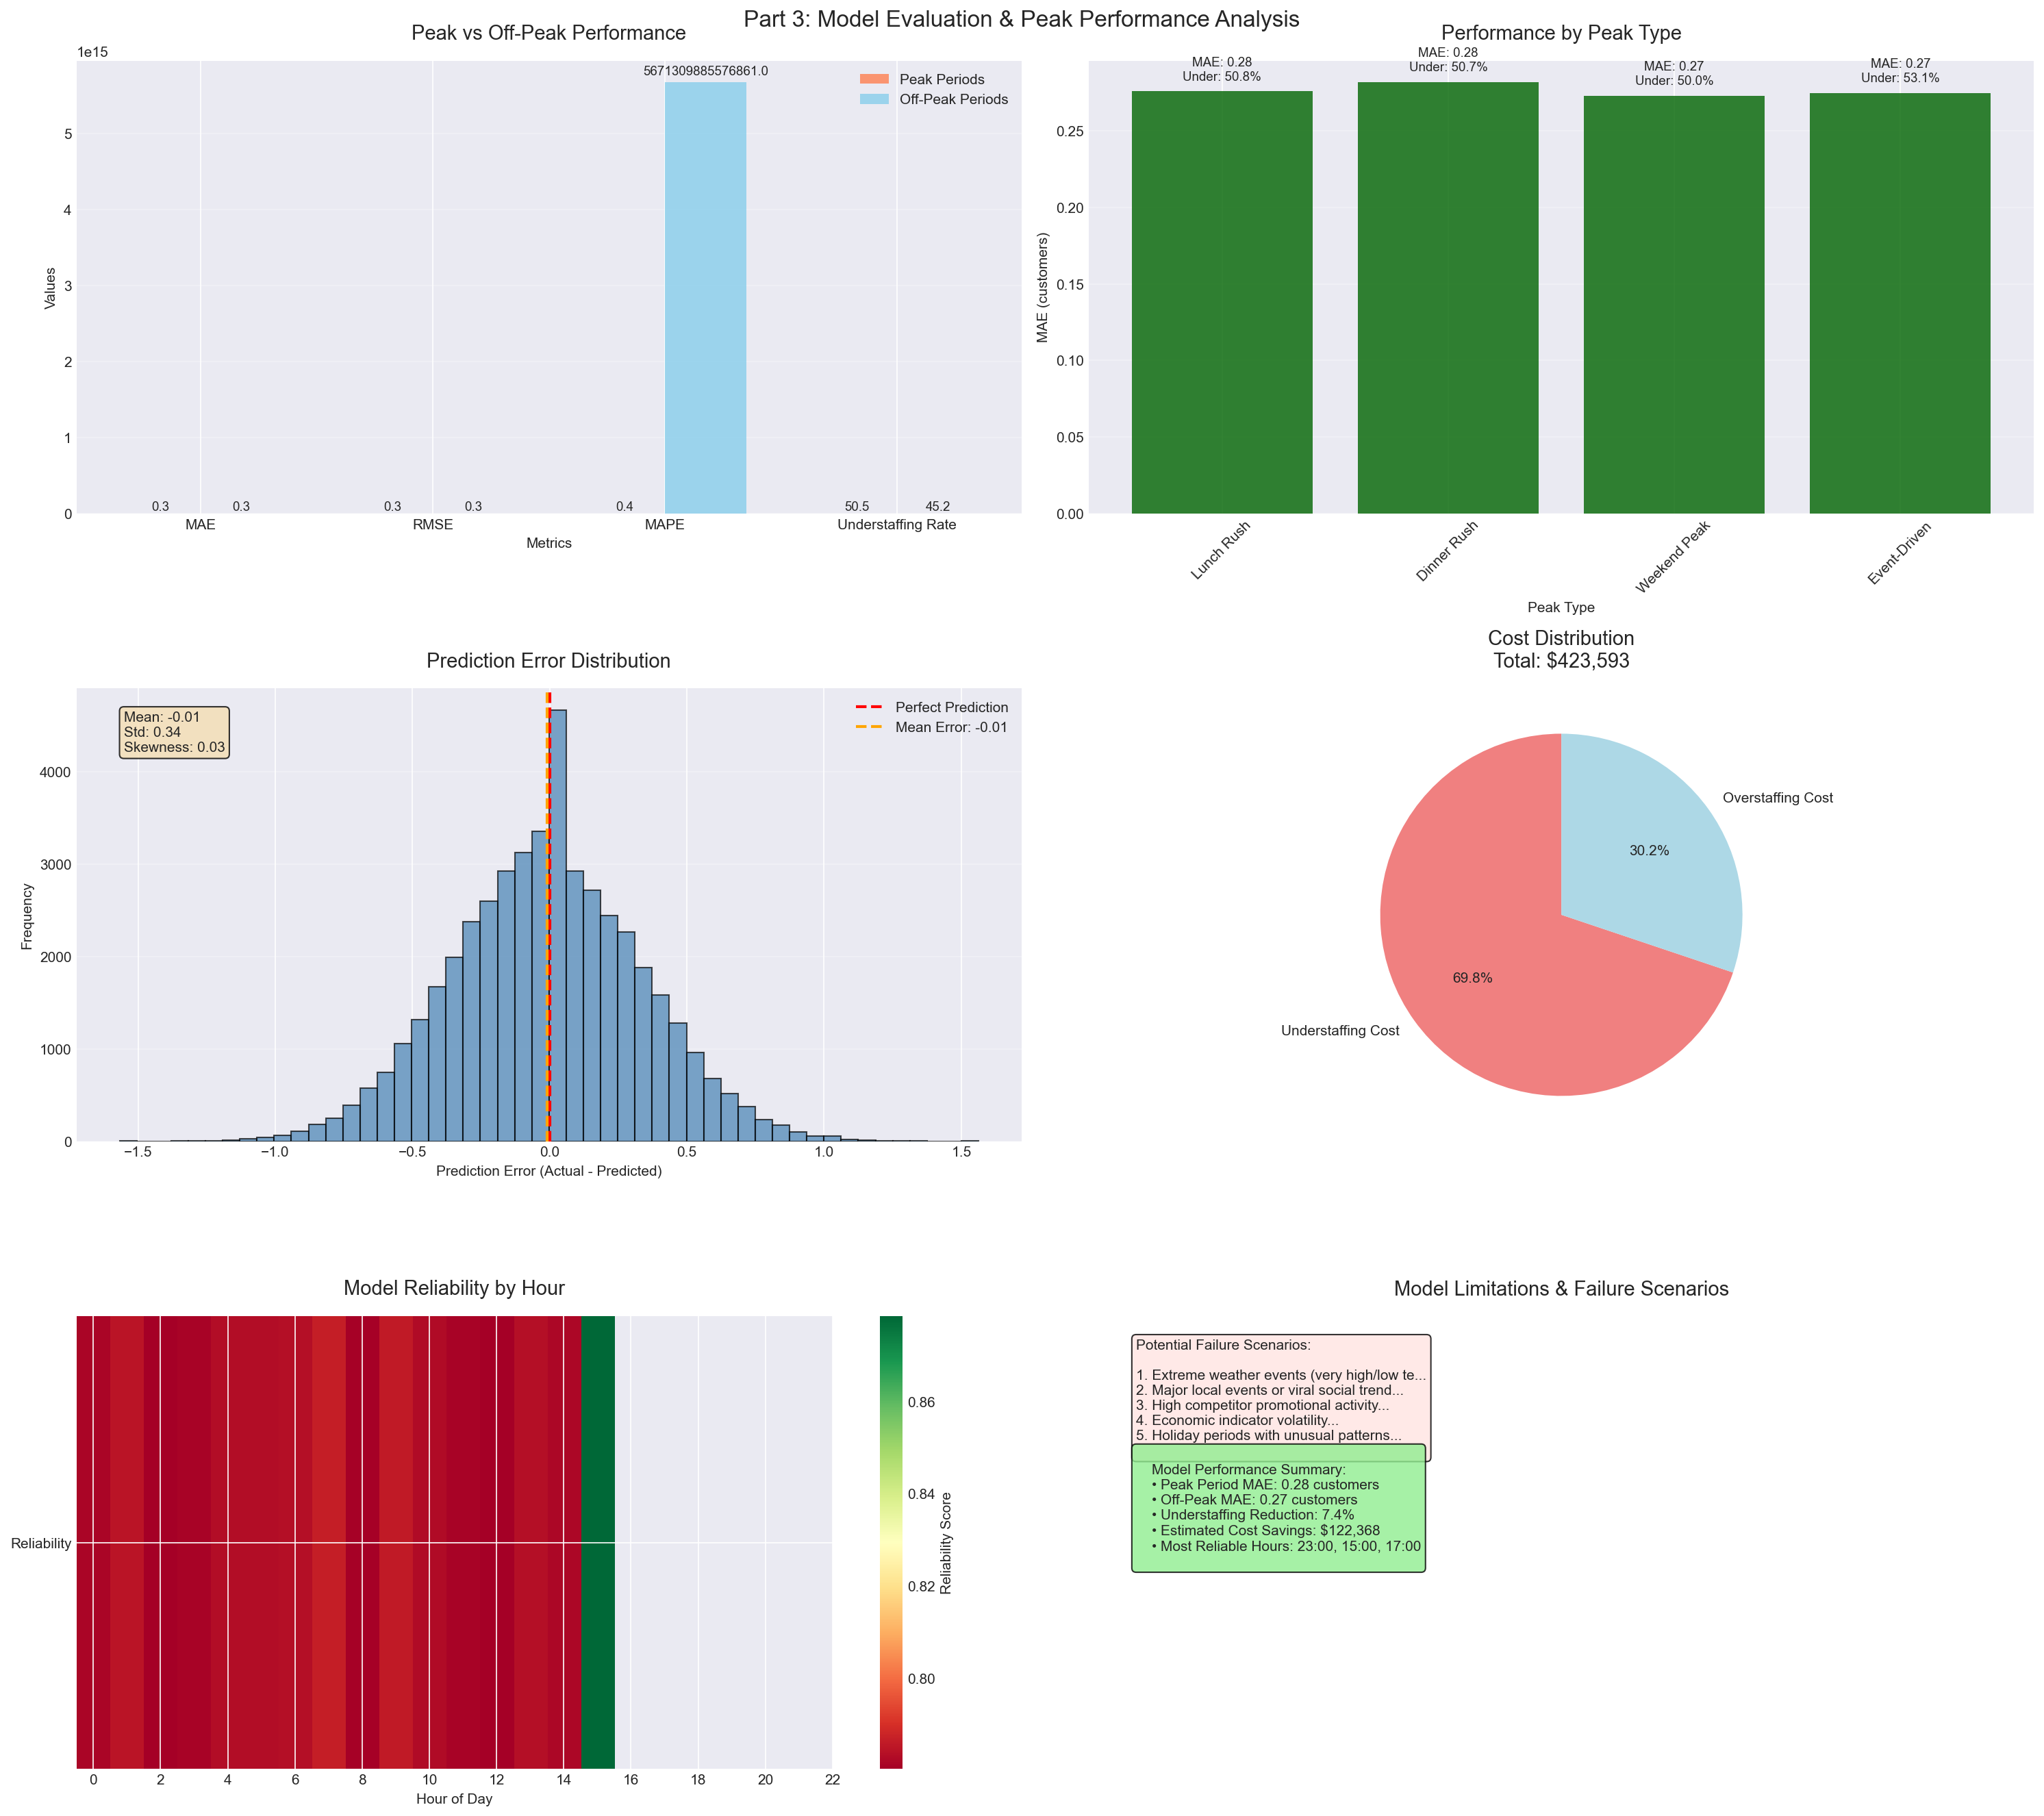 Part 3: Model Evaluation & Peak Performance Analysis
Peak vs Off-Peak Performance
1e15
5671309885576861.0
Peak Periods
Off-Peak Periods
5
4
3
2
1
0
Values
0.3
0.3
0.3
0.3
0.4
50.5
45.2
MAE
RMSE
MAPE
Understaffing Rate
Metrics
Performance by Peak Type
MAE: 0.28
Under: 50.8%
MAE: 0.28
Under: 50.7%
MAE: 0.27
Under: 50.0%
MAE: 0.27
Under: 53.1%
0.25
0.20
0.15
0.10
0.05
0.00
MAE (customers)
Lunch Rush
Dinner Rush
Weekend Peak
Event-Driven
Peak Type
Prediction Error Distribution
Mean: -0.01
Std: 0.34
Skewness: 0.03
Perfect Prediction
Mean Error: -0.01
4000
3000
2000
1000
0
Frequency
−1.5
−1.0
−0.5
0.0
0.5
1.0
1.5
Prediction Error (Actual - Predicted)
Cost Distribution
Total: $423,593
Overstaffing Cost
30.2%
69.8%
Understaffing Cost
Model Reliability by Hour
Reliability
0
2
4
6
8
10
12
14
16
18
20
22
Hour of Day
0.86
0.84
0.82
0.80
Reliability Score
Model Limitations & Failure Scenarios
Potential Failure Scenarios:
1. Extreme weather events (very high/low te...
2. Major local events or viral social trend...
3. High competitor promotional activity...
4. Economic indicator volatility...
5. Holiday periods with unusual patterns...
Model Performance Summary:
• Peak Period MAE: 0.28 customers
• Off-Peak MAE: 0.27 customers
• Understaffing Reduction: 7.4%
• Estimated Cost Savings: $122,368
• Most Reliable Hours: 23:00, 15:00, 17:00